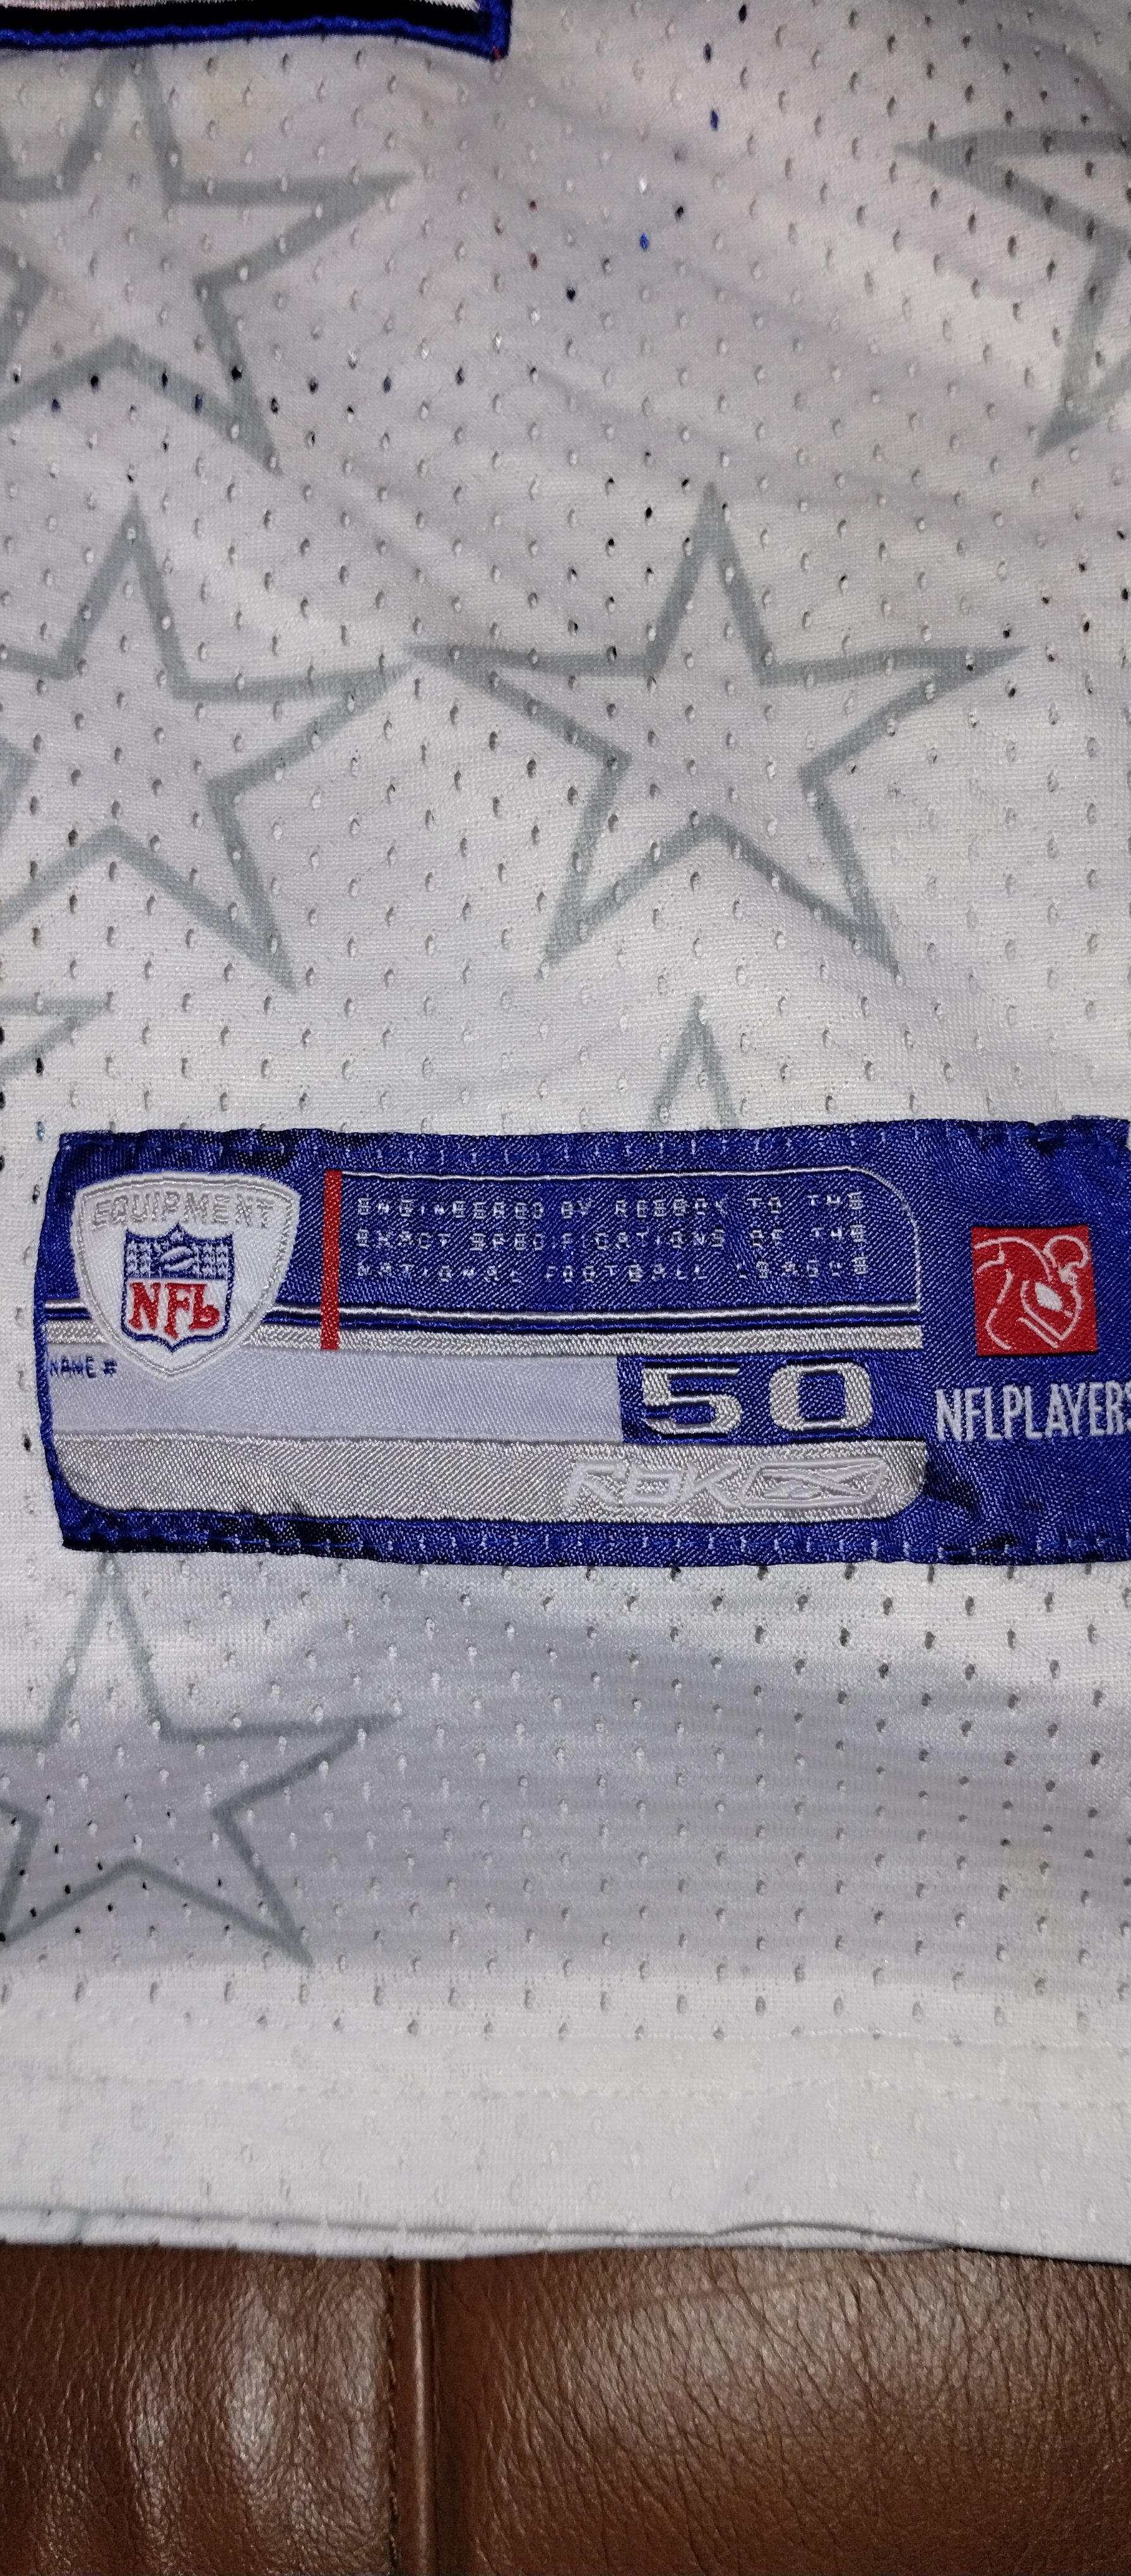 EQUIPMENT
NFL
ENGINEERED BY REEBOK TO THE
EXACT SPECIFICATIONS OF THE
NATIONAL FOOTBALL LEAGUE
NAME #
50
RBK
NFLPLAYERS